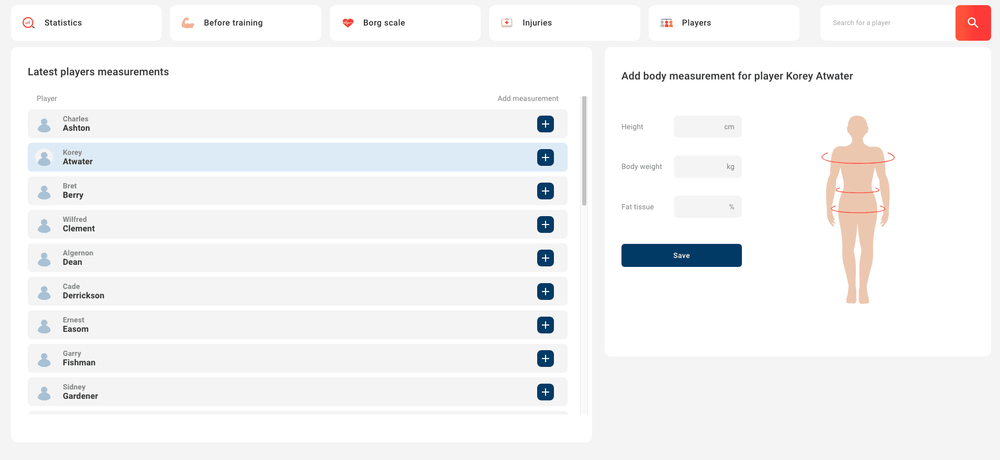 Statistics
Before training
Borg scale
Injuries
Players
Search for a player
Latest players measurements
Player
Add measurement
Charles
Ashton
Korey
Atwater
Bret
Berry
Wilfred
Clement
Algernon
Dean
Cade
Derrickson
Ernest
Easom
Garry
Fishman
Sidney
Gardener
Add body measurement for player Korey Atwater
Height
cm
Body weight
kg
Fat tissue
%
Save